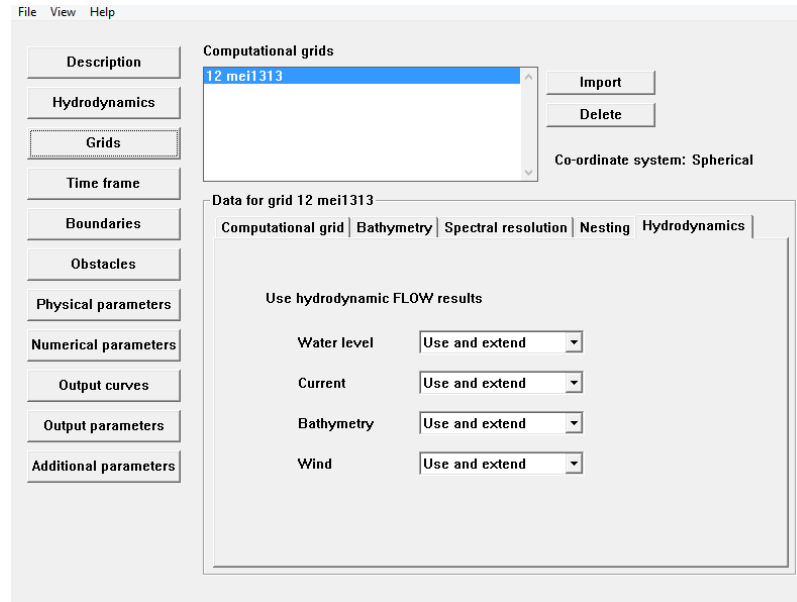 File View Help
Computational grids
Description
12 mei1313
Import
Hydrodynamics
Delete
Grids
Co-ordinate system: Spherical
Time frame
Data for grid 12 mei1313
Boundaries
Computational grid Bathymetry Spectral resolution Nesting Hydrodynamics
Obstacles
Physical parameters
Use hydrodynamic FLOW results
Numerical parameters
Water level Use and extend
Output curves
Current Use and extend
Output parameters
Bathymetry Use and extend
Additional parameters
Wind Use and extend